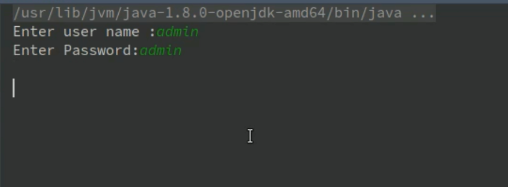 /usr/lib/jvm/java-1.8.0-openjdk-amd64/bin/java ...
Enter user name :admin
Enter Password:admin